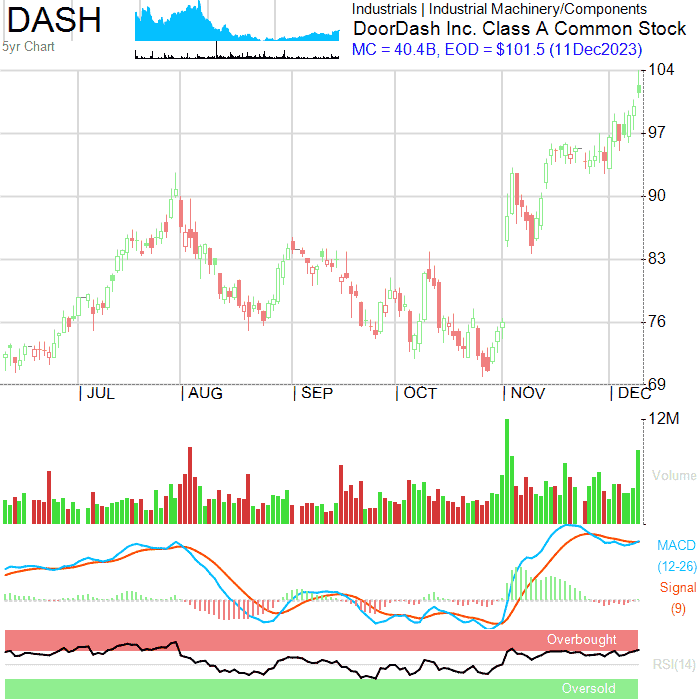 DASH
5yr Chart
Industrials | Industrial Machinery/Components
DoorDash Inc. Class A Common Stock
MC = 40.4B, EOD = $101.5 (11Dec2023)
104
97
90
83
76
69
| JUL
| AUG
| SEP
| OCT
| NOV
| DEC
12M
Volume
MACD
(12-26)
Signal
(9)
Overbought
RSI(14)
Oversold